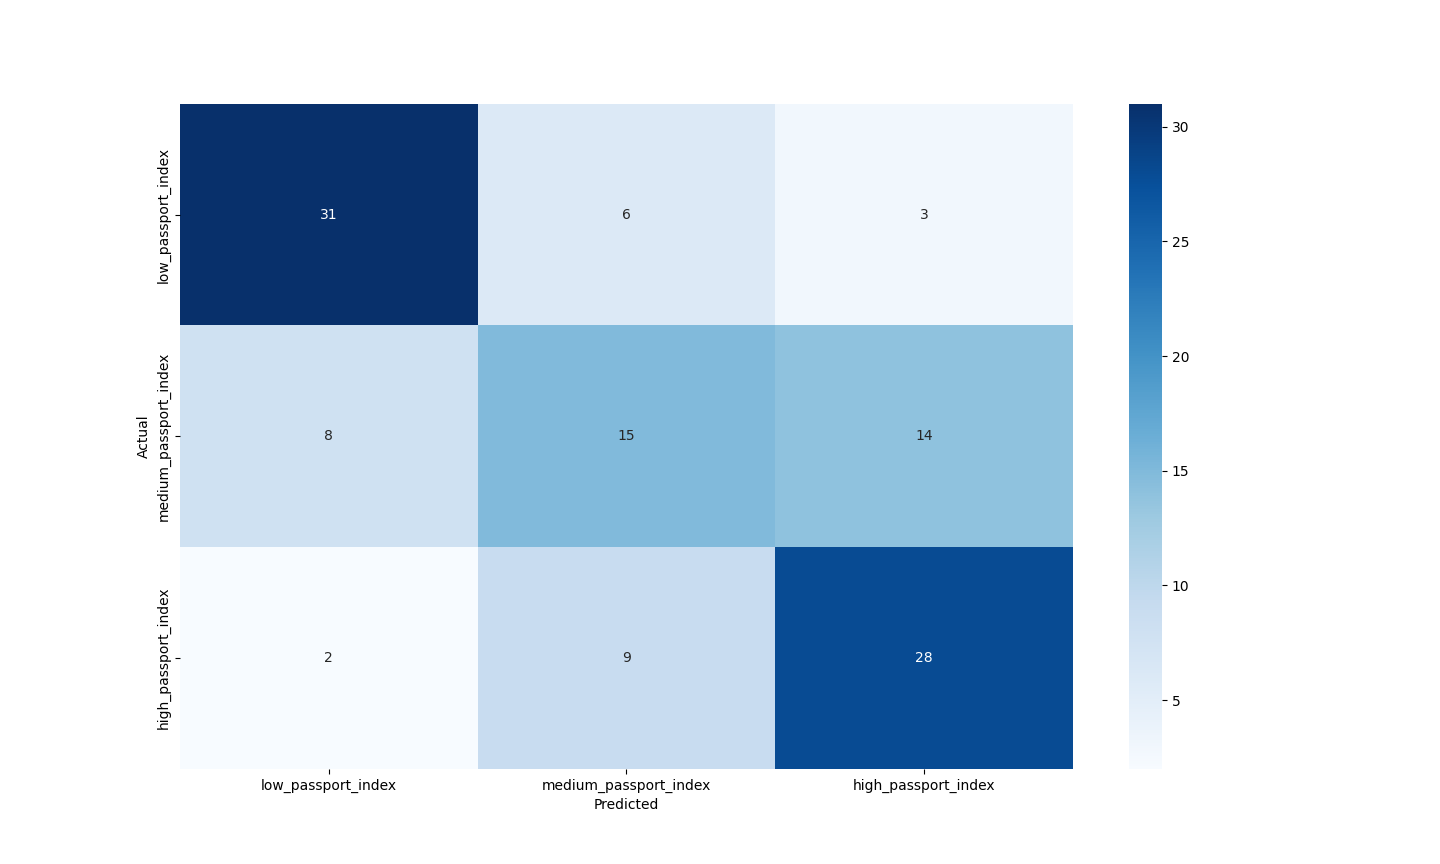 low_passport_index
31
6
3
medium_passport_index
8
15
14
high_passport_index
2
9
28
Actual
low_passport_index
medium_passport_index
high_passport_index
Predicted
30
25
20
15
10
5